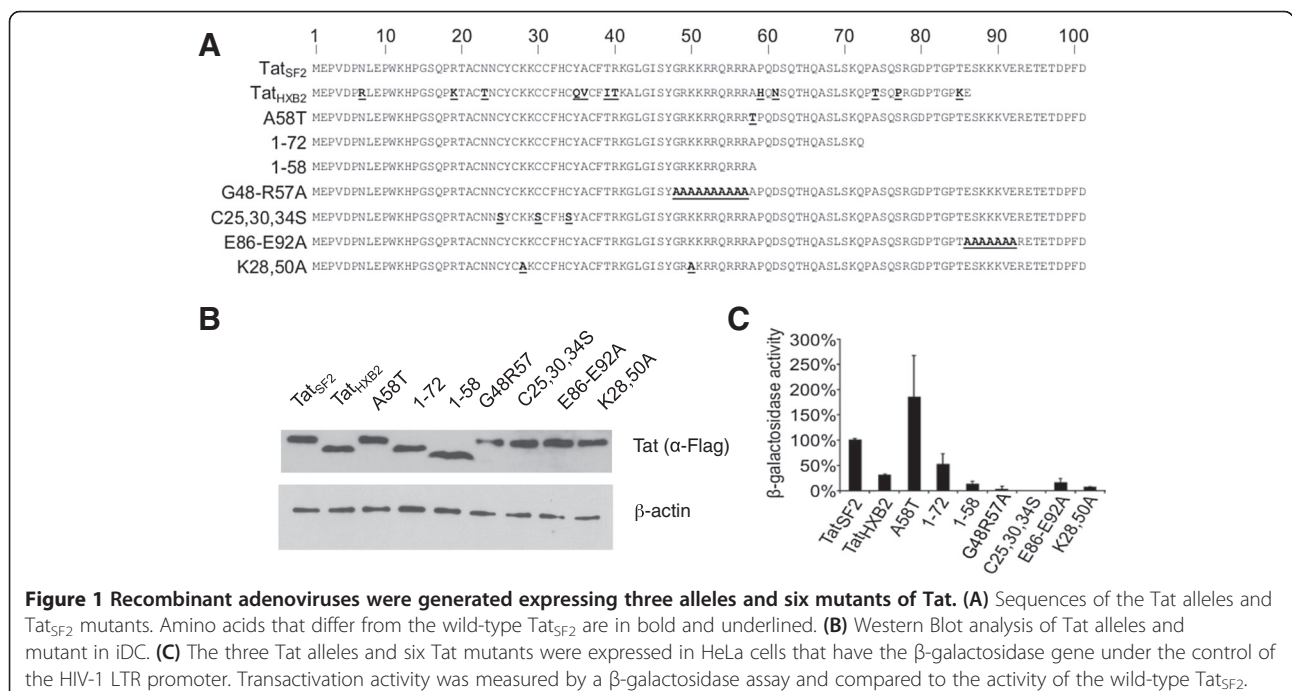 A
1 10 20 30 40 50 60 70 80 90 100
TatSF2 MEPVDPNLEPWKHPGSQPRTACNNCYCKKCCFHCYACFTRKGLGISYGRKKRRQRRRAPQDSQTHQASLSKQPASQSRGDPTGPTESKKKVERETETDPFD
TatHXB2 MEPVDPRLEPWKHPGSQPKTACTNCYCKKCCFHCQVCFITKALGISYGRKKRRQRRRAHQNSQTHQASLSKQPTSQPRGDPTGPKE
A58T MEPVDPNLEPWKHPGSQPRTACNNCYCKKCCFHCYACFTRKGLGISYGRKKRRQRRRTPQDSQTHQASLSKQPASQSRGDPTGPTESKKKVERETETDPFD
1-72 MEPVDPNLEPWKHPGSQPRTACNNCYCKKCCFHCYACFTRKGLGISYGRKKRRQRRRAPQDSQTHQASLSKQ
1-58 MEPVDPNLEPWKHPGSQPRTACNNCYCKKCCFHCYACFTRKGLGISYGRKKRRQRRRA
G48-R57A MEPVDPNLEPWKHPGSQPRTACNNCYCKKCCFHCYACFTRKGLGISYAAAAAAAAAAAPQDSQTHQASLSKQPASQSRGDPTGPTESKKKVERETETDPFD
C25,30,34S MEPVDPNLEPWKHPGSQPRTACNNSYCKKSCFHSYACFTRKGLGISYGRKKRRQRRRAPQDSQTHQASLSKQPASQSRGDPTGPTESKKKVERETETDPFD
E86-E92A MEPVDPNLEPWKHPGSQPRTACNNCYCKKCCFHCYACFTRKGLGISYGRKKRRQRRRAPQDSQTHQASLSKQPASQSRGDPTGPTAAAAAAARETETDPFD
K28,50A MEPVDPNLEPWKHPGSQPRTACNNCYCAKCCFHCYACFTRKGLGISYGRAKRRQRRRAPQDSQTHQASLSKQPASQSRGDPTGPTESKKKVERETETDPFD
B
TatSF2 TatHXB2 A58T 1-72 1-58 G48R57 C25,30,34S E86-E92A K28,50A
Tat (α-Flag)
β-actin
C
β-galactosidase activity
300%
250%
200%
150%
100%
50%
0%
TatSF2 TatHXB2 A58T 1-72 1-58 G48R57A C25,30,34S E86-E92A K28,50A
Figure 1 Recombinant adenoviruses were generated expressing three alleles and six mutants of Tat. (A) Sequences of the Tat alleles and
TatSF2 mutants. Amino acids that differ from the wild-type TatSF2 are in bold and underlined. (B) Western Blot analysis of Tat alleles and
mutant in iDC. (C) The three Tat alleles and six Tat mutants were expressed in HeLa cells that have the β-galactosidase gene under the control of
the HIV-1 LTR promoter. Transactivation activity was measured by a β-galactosidase assay and compared to the activity of the wild-type TatSF2.